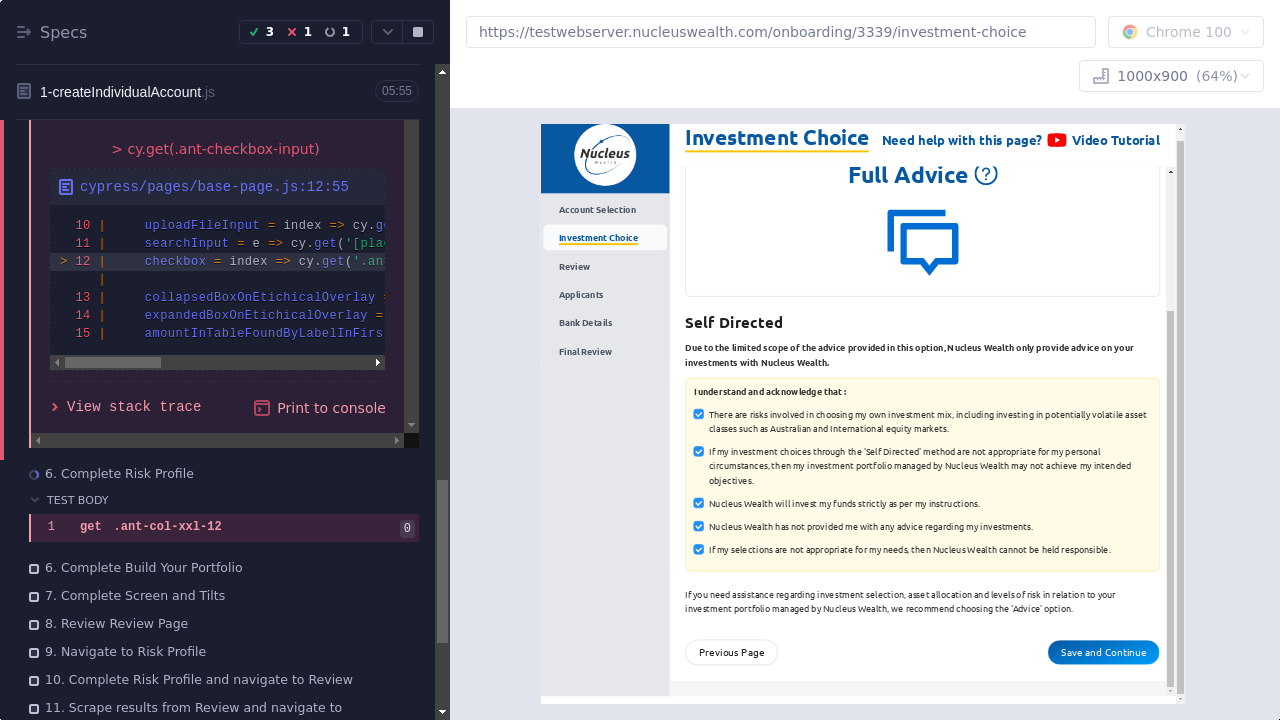 Specs
3
1
1
1-createIndividualAccount.js
05:55
> cy.get(.ant-checkbox-input)
cypress/pages/base-page.js:12:55
10 | uploadFileInput = index => cy.ge
11 | searchInput = e => cy.get('[plac
> 12 | checkbox = index => cy.get('.an
|
13 | collapsedBoxOnEtichicalOverlay =
14 | expandedBoxOnEtichicalOverlay =
15 | amountInTableFoundByLabelInFirs
View stack trace
Print to console
6. Complete Risk Profile
TEST BODY
1 get .ant-col-xxl-12 0
6. Complete Build Your Portfolio
7. Complete Screen and Tilts
8. Review Review Page
9. Navigate to Risk Profile
10. Complete Risk Profile and navigate to Review
11. Scrape results from Review and navigate to
https://testwebserver.nucleuswealth.com/onboarding/3339/investment-choice
Chrome 100
1000x900 (64%)
Nucleus
Wealth
Account Selection
Investment Choice
Review
Applicants
Bank Details
Final Review
Investment Choice
Need help with this page? Video Tutorial
Full Advice ?
Self Directed
Due to the limited scope of the advice provided in this option, Nucleus Wealth only provide advice on your
investments with Nucleus Wealth.
I understand and acknowledge that :
There are risks involved in choosing my own investment mix, including investing in potentially volatile asset
classes such as Australian and International equity markets.
If my investment choices through the 'Self Directed' method are not appropriate for my personal
circumstances, then my investment portfolio managed by Nucleus Wealth may not achieve my intended
objectives.
Nucleus Wealth will invest my funds strictly as per my instructions.
Nucleus Wealth has not provided me with any advice regarding my investments.
If my selections are not appropriate for my needs, then Nucleus Wealth cannot be held responsible.
If you need assistance regarding investment selection, asset allocation and levels of risk in relation to your
investment portfolio managed by Nucleus Wealth, we recommend choosing the 'Advice' option.
Previous Page
Save and Continue